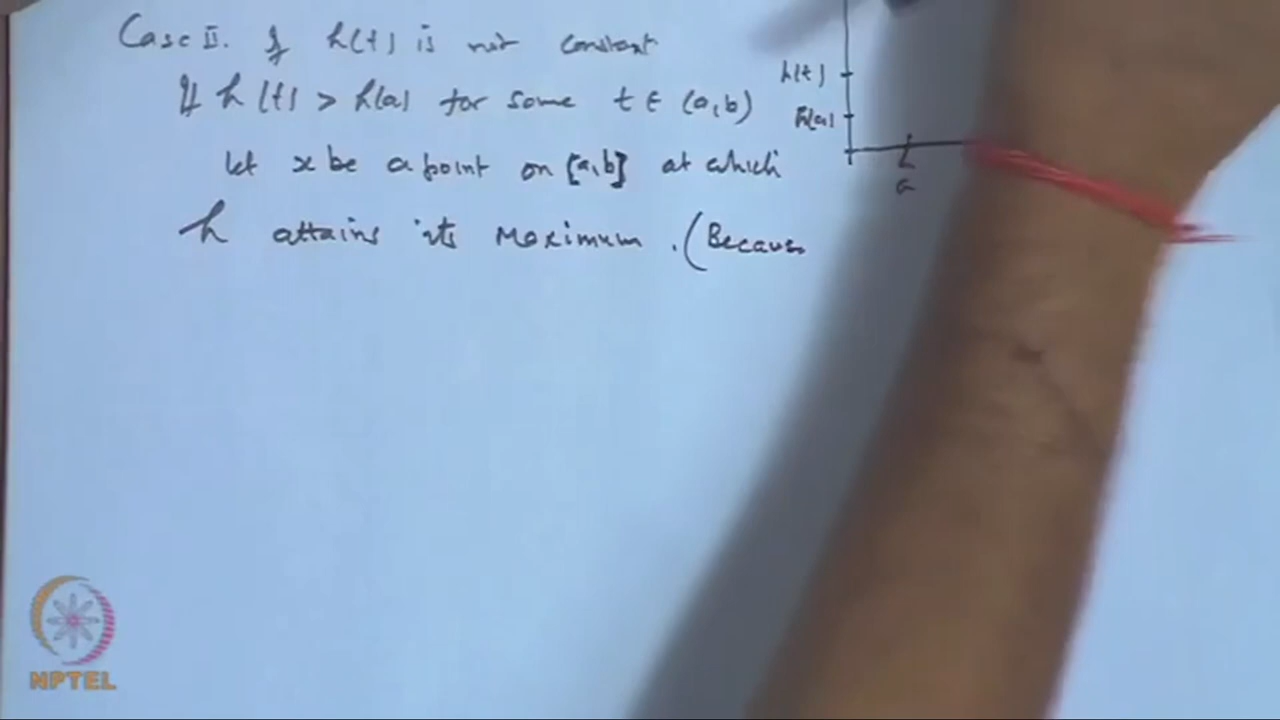 Case II. If h(t) is not constant
If h(t) > h(a) for some t ∈ (a,b)
let x be a point on [a,b] at which
h attains its Maximum. (Because
h(t)
h(a)
a
NPTEL